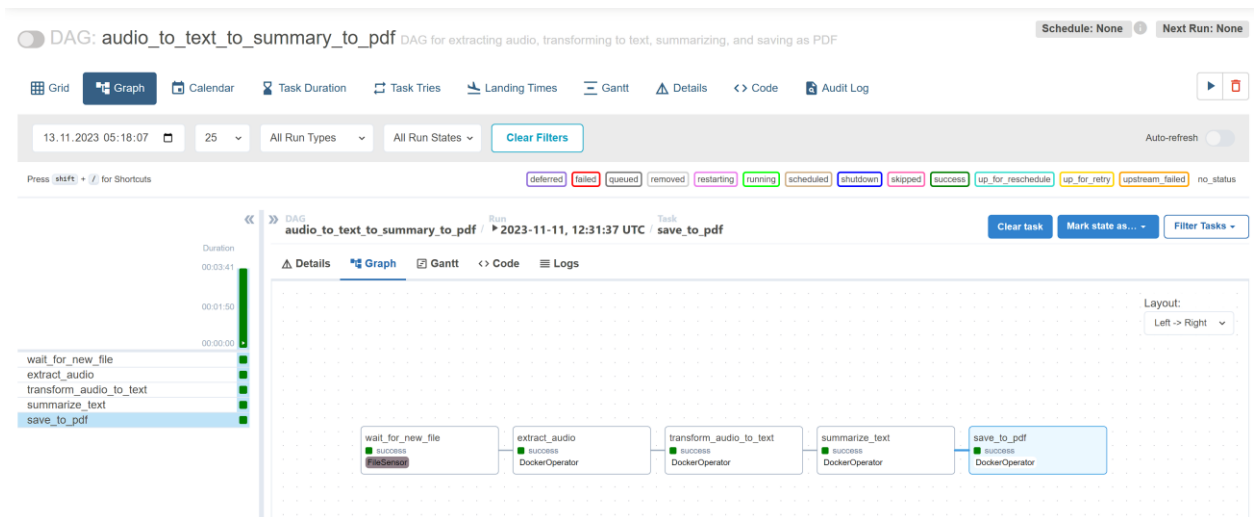 DAG: audio_to_text_to_summary_to_pdf DAG for extracting audio, transforming to text, summarizing, and saving as PDF
Schedule: None Next Run: None
Grid Graph Calendar Task Duration Task Tries Landing Times Gantt Details <> Code Audit Log
13.11.2023 05:18:07 25 All Run Types All Run States Clear Filters Auto-refresh
Press shift + / for Shortcuts
deferred failed queued removed restarting running scheduled shutdown skipped success up_for_reschedule up_for_retry upstream_failed no_status
DAG Run Task
audio_to_text_to_summary_to_pdf / 2023-11-11, 12:31:37 UTC / save_to_pdf
Clear task Mark state as... Filter Tasks
Duration
00:03:41
00:01:50
00:00:00
wait_for_new_file
extract_audio
transform_audio_to_text
summarize_text
save_to_pdf
Details Graph Gantt <> Code Logs
Layout:
Left -> Right
wait_for_new_file
success
FileSensor
extract_audio
success
DockerOperator
transform_audio_to_text
success
DockerOperator
summarize_text
success
DockerOperator
save_to_pdf
success
DockerOperator